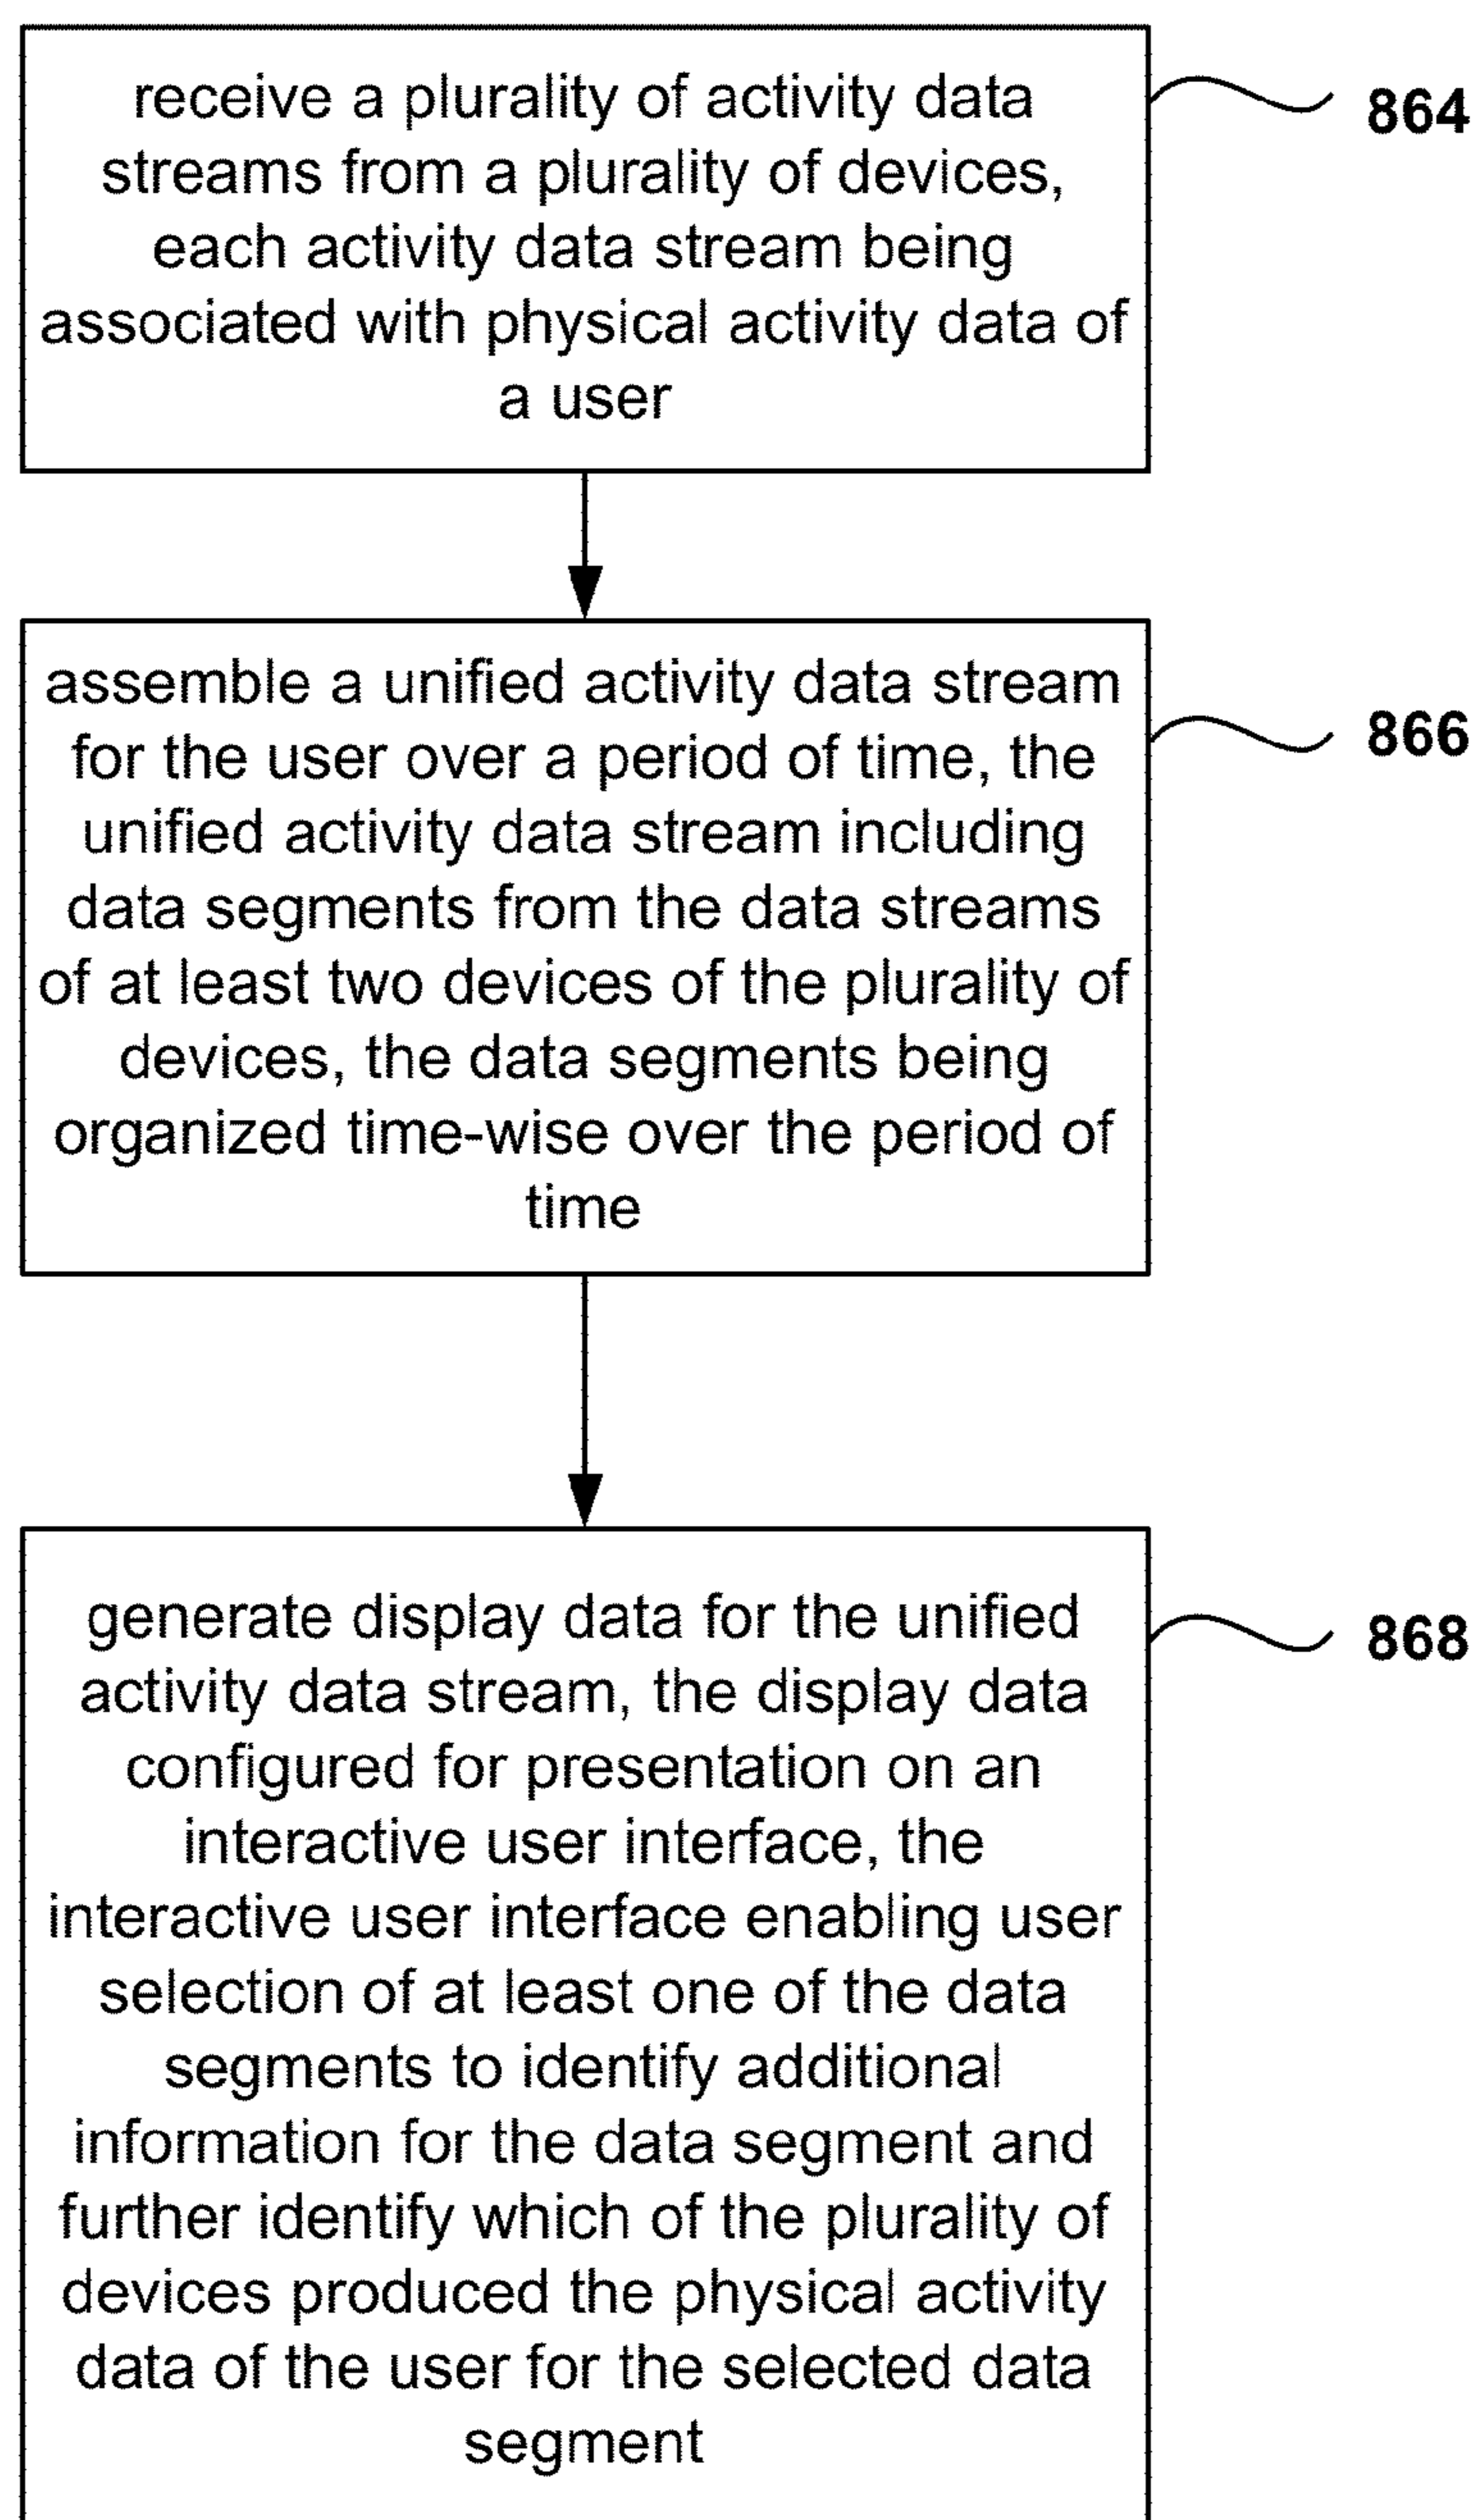 receive a plurality of activity data
streams from a plurality of devices,
each activity data stream being
associated with physical activity data of
a user
864
assemble a unified activity data stream
for the user over a period of time, the
unified activity data stream including
data segments from the data streams
of at least two devices of the plurality of
devices, the data segments being
organized time-wise over the period of
time
866
generate display data for the unified
activity data stream, the display data
configured for presentation on an
interactive user interface, the
interactive user interface enabling user
selection of at least one of the data
segments to identify additional
information for the data segment and
further identify which of the plurality of
devices produced the physical activity
data of the user for the selected data
segment
868